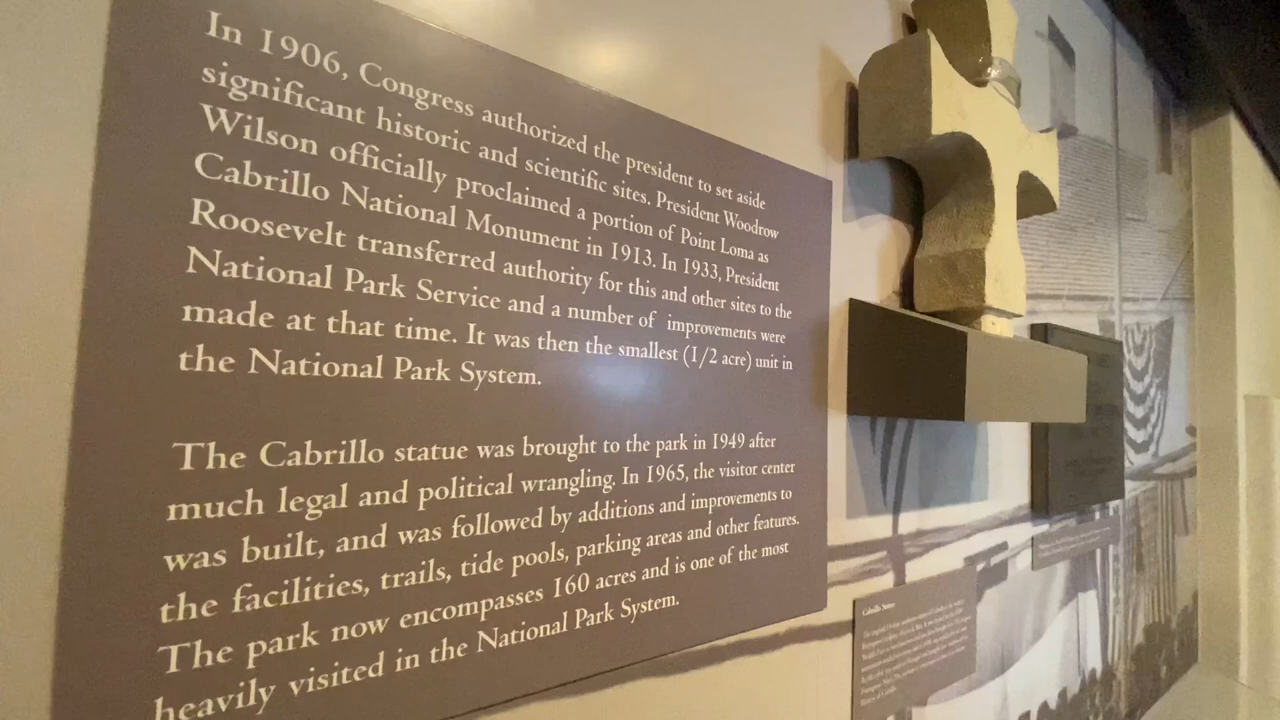 In 1906, Congress authorized the president to set aside
significant historic and scientific sites. President Woodrow
Wilson officially proclaimed a portion of Point Loma as
Cabrillo National Monument in 1913. In 1933, President
Roosevelt transferred authority for this and other sites to the
National Park Service and a number of improvements were
made at that time. It was then the smallest (1/2 acre) unit in
the National Park System.
The Cabrillo statue was brought to the park in 1949 after
much legal and political wrangling. In 1965, the visitor center
was built, and was followed by additions and improvements to
the facilities, trails, tide pools, parking areas and other features.
The park now encompasses 160 acres and is one of the most
heavily visited in the National Park System.
Cabrillo Statue